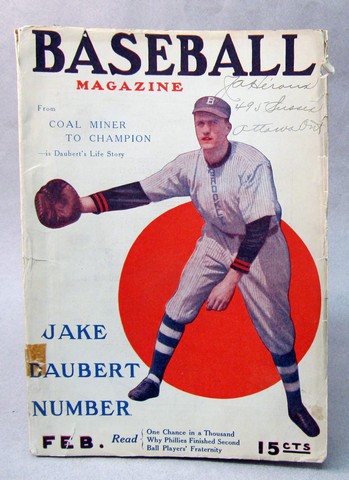 BASEBALL
MAGAZINE
From
COAL MINER
TO CHAMPION
—is Daubert's Life Story
B
BROOKLYN
JAKE
DAUBERT
NUMBER
FEB.
Read
One Chance in a Thousand
Why Phillies Finished Second
Ball Players' Fraternity
15 CTS